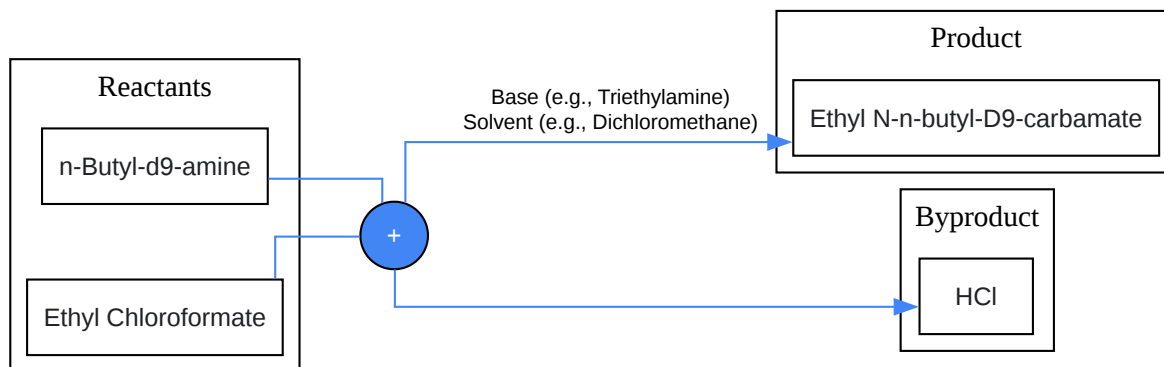 Reactants
n-Butyl-d9-amine
Ethyl Chloroformate
+
Base (e.g., Triethylamine)
Solvent (e.g., Dichloromethane)
Product
Ethyl N-n-butyl-D9-carbamate
Byproduct
HCl